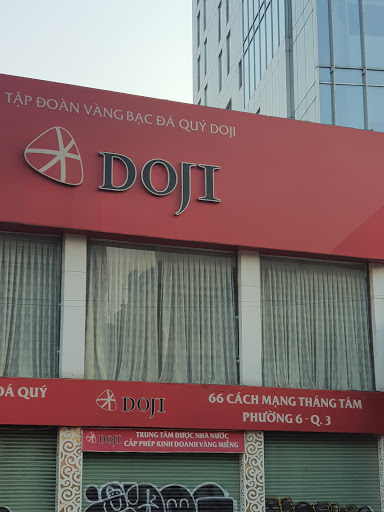 TẬP ĐOÀN VÀNG BẠC ĐÁ QUÝ DOJI
DOJI
ĐÁ QUÝ
DOJI
66 CÁCH MẠNG THÁNG TÁM
PHƯỜNG 6 - Q. 3
DOJI
TRUNG TÂM ĐƯỢC NHÀ NƯỚC
CẤP PHÉP KINH DOANH VÀNG MIẾNG